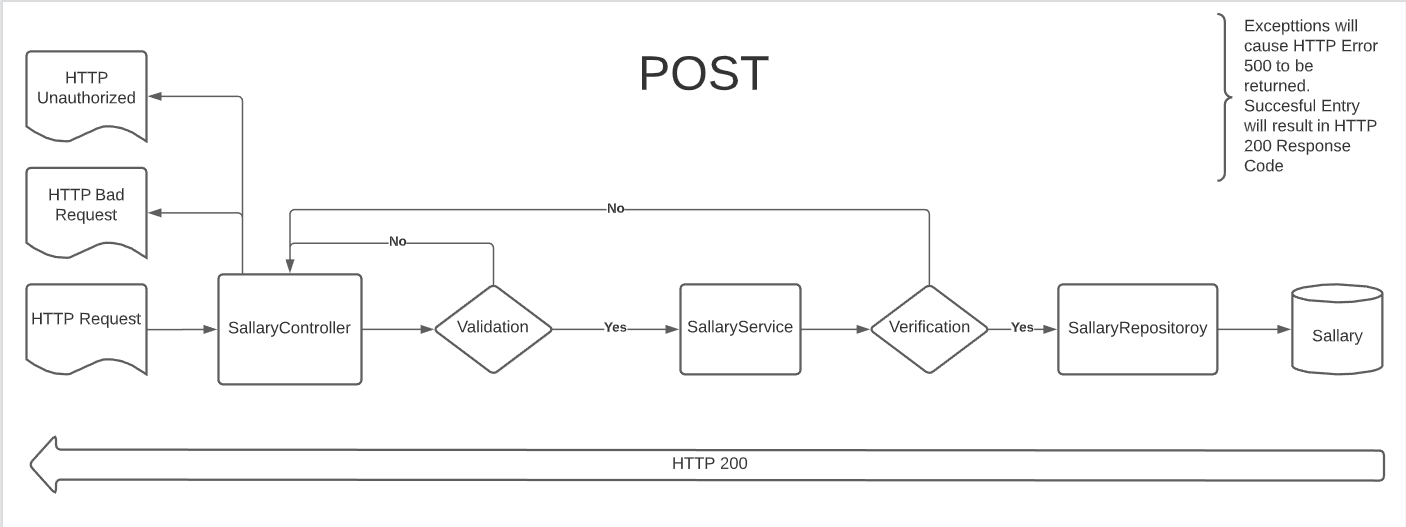 POST
Excepttions will
cause HTTP Error
500 to be
returned.
Succesful Entry
will result in HTTP
200 Response
Code
HTTP
Unauthorized
HTTP Bad
Request
No
No
HTTP Request
SallaryController
Validation
Yes
SallaryService
Verification
Yes
SallaryRepositoroy
Sallary
HTTP 200